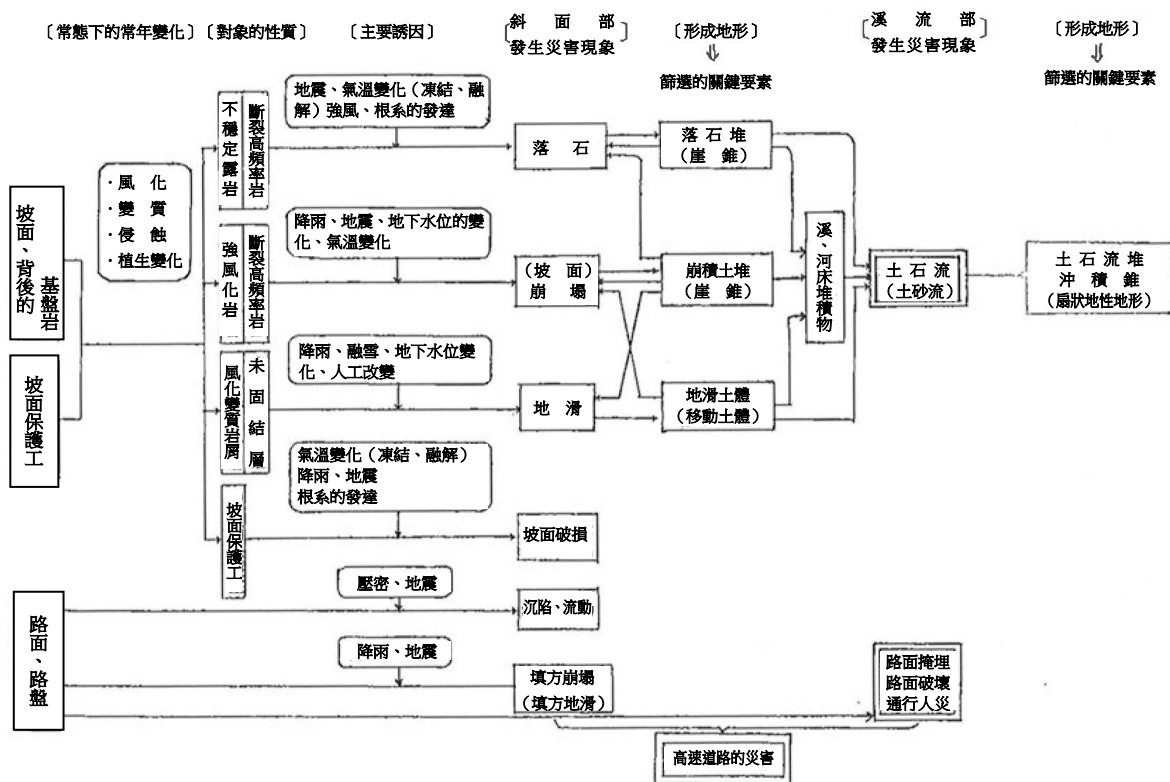 〔常態下的常年變化〕
〔對象的性質〕
〔主要誘因〕
斜面部
發生災害現象
〔形成地形〕
篩選的關鍵要素
溪流部
發生災害現象
〔形成地形〕
篩選的關鍵要素
坡面、背後的
基盤岩
坡面保護工
·風化
·變質
·侵蝕
·植生變化
不穩定露岩
斷裂高頻率岩
地震、氣溫變化(凍結、融
解)強風、根系的發達
落石
落石堆
(崖錐)
強風化岩
斷裂高頻率岩
降雨、地震、地下水位的變
化、氣溫變化
(坡面)
崩塌
崩積土堆
(崖錐)
溪、河床堆積物
土石流
(土砂流)
土石流堆
沖積錐
(扇狀地性地形)
風化變質岩屑
未固結層
降雨、融雪、地下水位變
化、人工改變
地滑
地滑土體
(移動土體)
坡面保護工
氣溫變化(凍結、融解)
降雨、地震
根系的發達
坡面破損
路面、路盤
壓密、地震
沉陷、流動
降雨、地震
填方崩塌
(填方地滑)
路面掩埋
路面破壞
通行人災
高速道路的災害